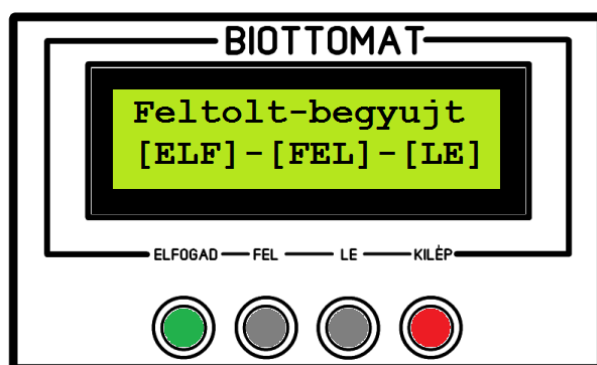 BIOTTOMAT
Feltolt-begyujt
[ELF]-[FEL]-[LE]
ELFOGAD FEL LE KILÉP